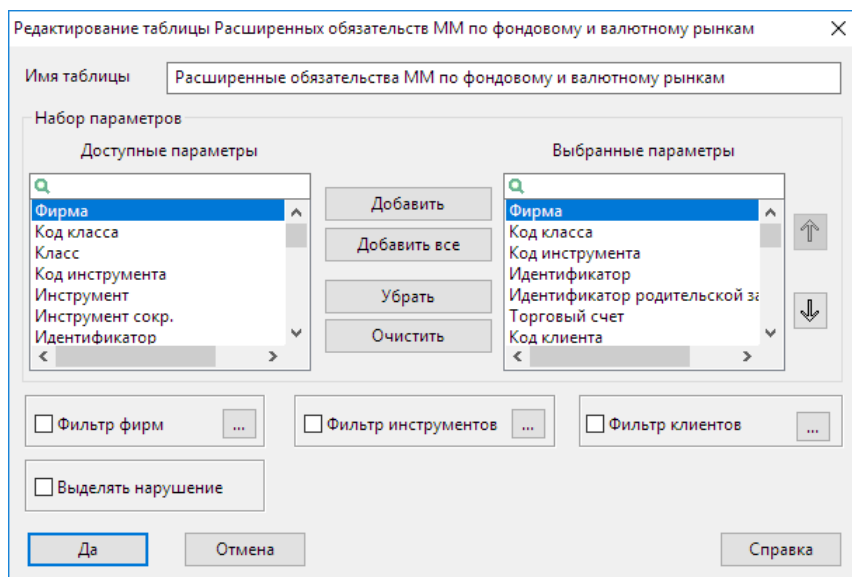 Редактирование таблицы Расширенных обязательств ММ по фондовому и валютному рынкам
Имя таблицы
Расширенные обязательства ММ по фондовому и валютному рынкам
Набор параметров
Доступные параметры
Выбранные параметры
Фирма
Код класса
Класс
Код инструмента
Инструмент
Инструмент сокр.
Идентификатор
Добавить
Добавить все
Убрать
Очистить
Фирма
Код класса
Код инструмента
Идентификатор
Идентификатор родительской за
Торговый счет
Код клиента
Фильтр фирм
...
Фильтр инструментов
...
Фильтр клиентов
...
Выделять нарушение
Да
Отмена
Справка